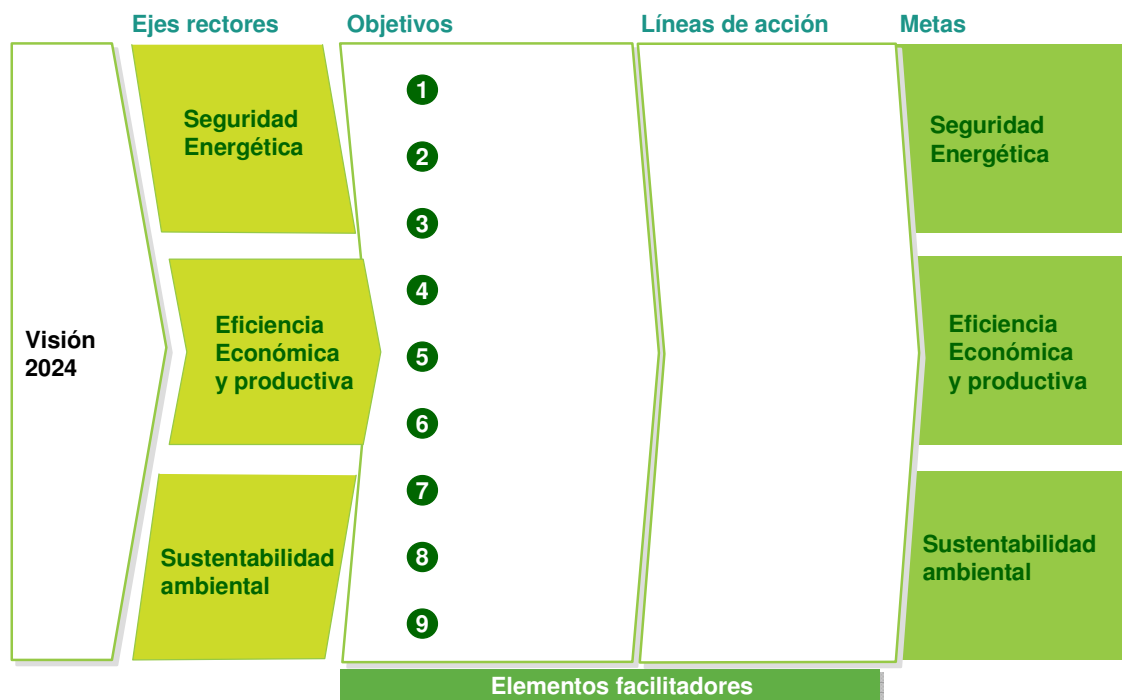 Ejes rectores
Objetivos
Líneas de acción
Metas
Visión
2024
Seguridad
Energética
Eficiencia
Económica
y productiva
Sustentabilidad
ambiental
1
2
3
4
5
6
7
8
9
Seguridad
Energética
Eficiencia
Económica
y productiva
Sustentabilidad
ambiental
Elementos facilitadores